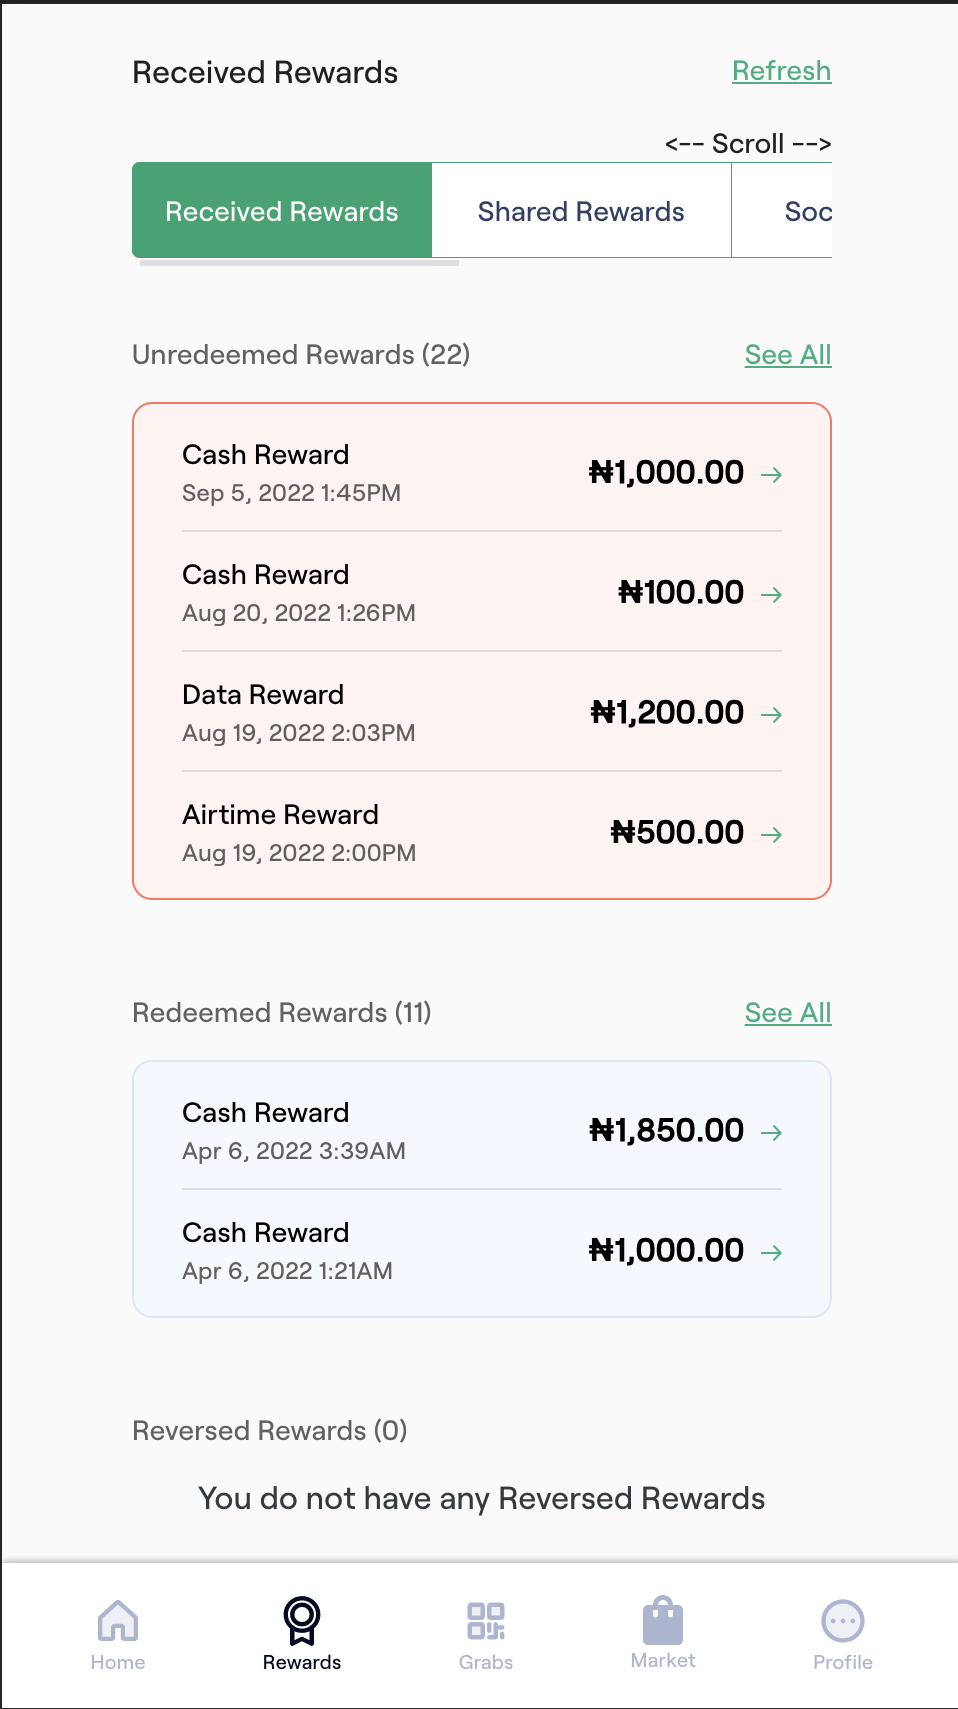 Received Rewards
Refresh
<-- Scroll -->
Received Rewards
Shared Rewards
Soc
Unredeemed Rewards (22)
See All
Cash Reward
₦1,000.00 →
Sep 5, 2022 1:45PM
Cash Reward
₦100.00 →
Aug 20, 2022 1:26PM
Data Reward
₦1,200.00 →
Aug 19, 2022 2:03PM
Airtime Reward
₦500.00 →
Aug 19, 2022 2:00PM
Redeemed Rewards (11)
See All
Cash Reward
₦1,850.00 →
Apr 6, 2022 3:39AM
Cash Reward
₦1,000.00 →
Apr 6, 2022 1:21AM
Reversed Rewards (0)
You do not have any Reversed Rewards
Home
Rewards
Grabs
Market
Profile